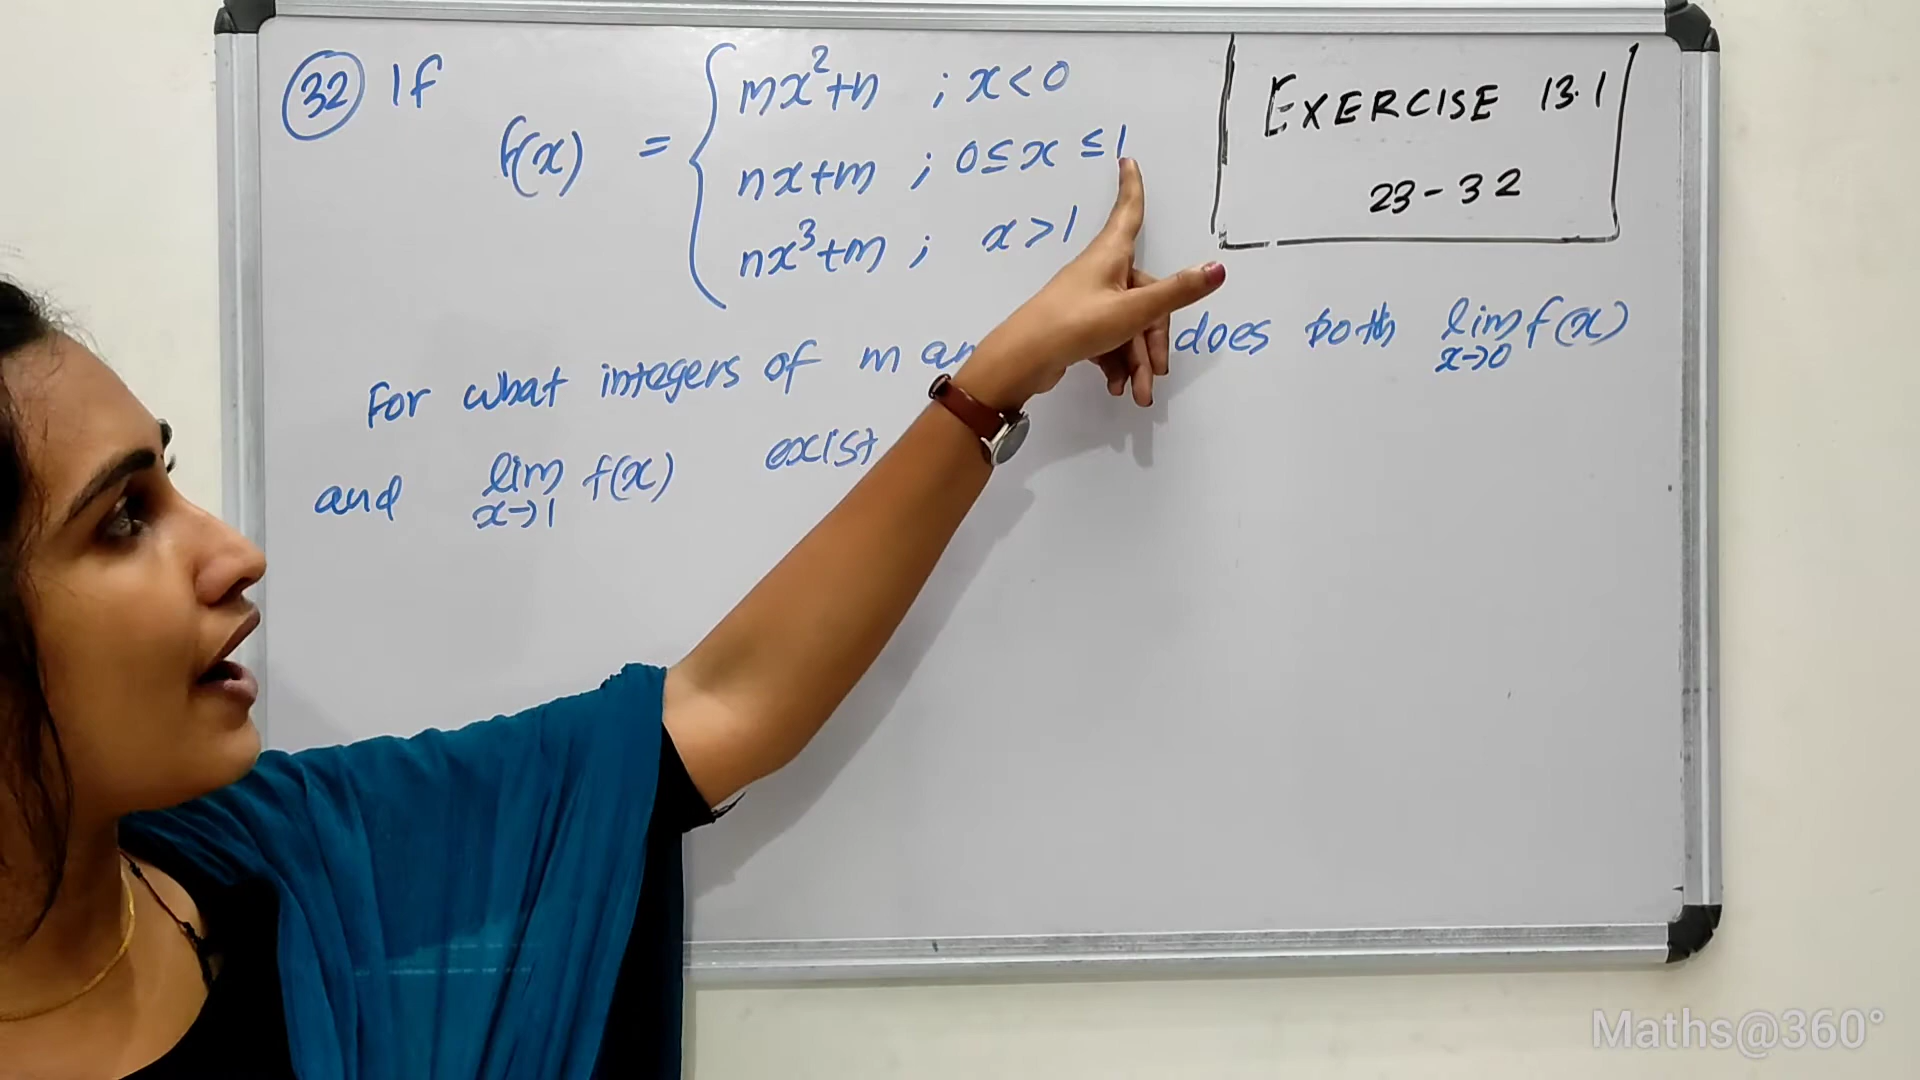 32 If
f(x) = { mx²+n ; x<0
nx+m ; 0≤x ≤1
nx³+m ; x>1
EXERCISE 13.1
23-32
For what integers of m an does both lim x→0 f(x)
and lim x→1 f(x) exist
Maths@360°